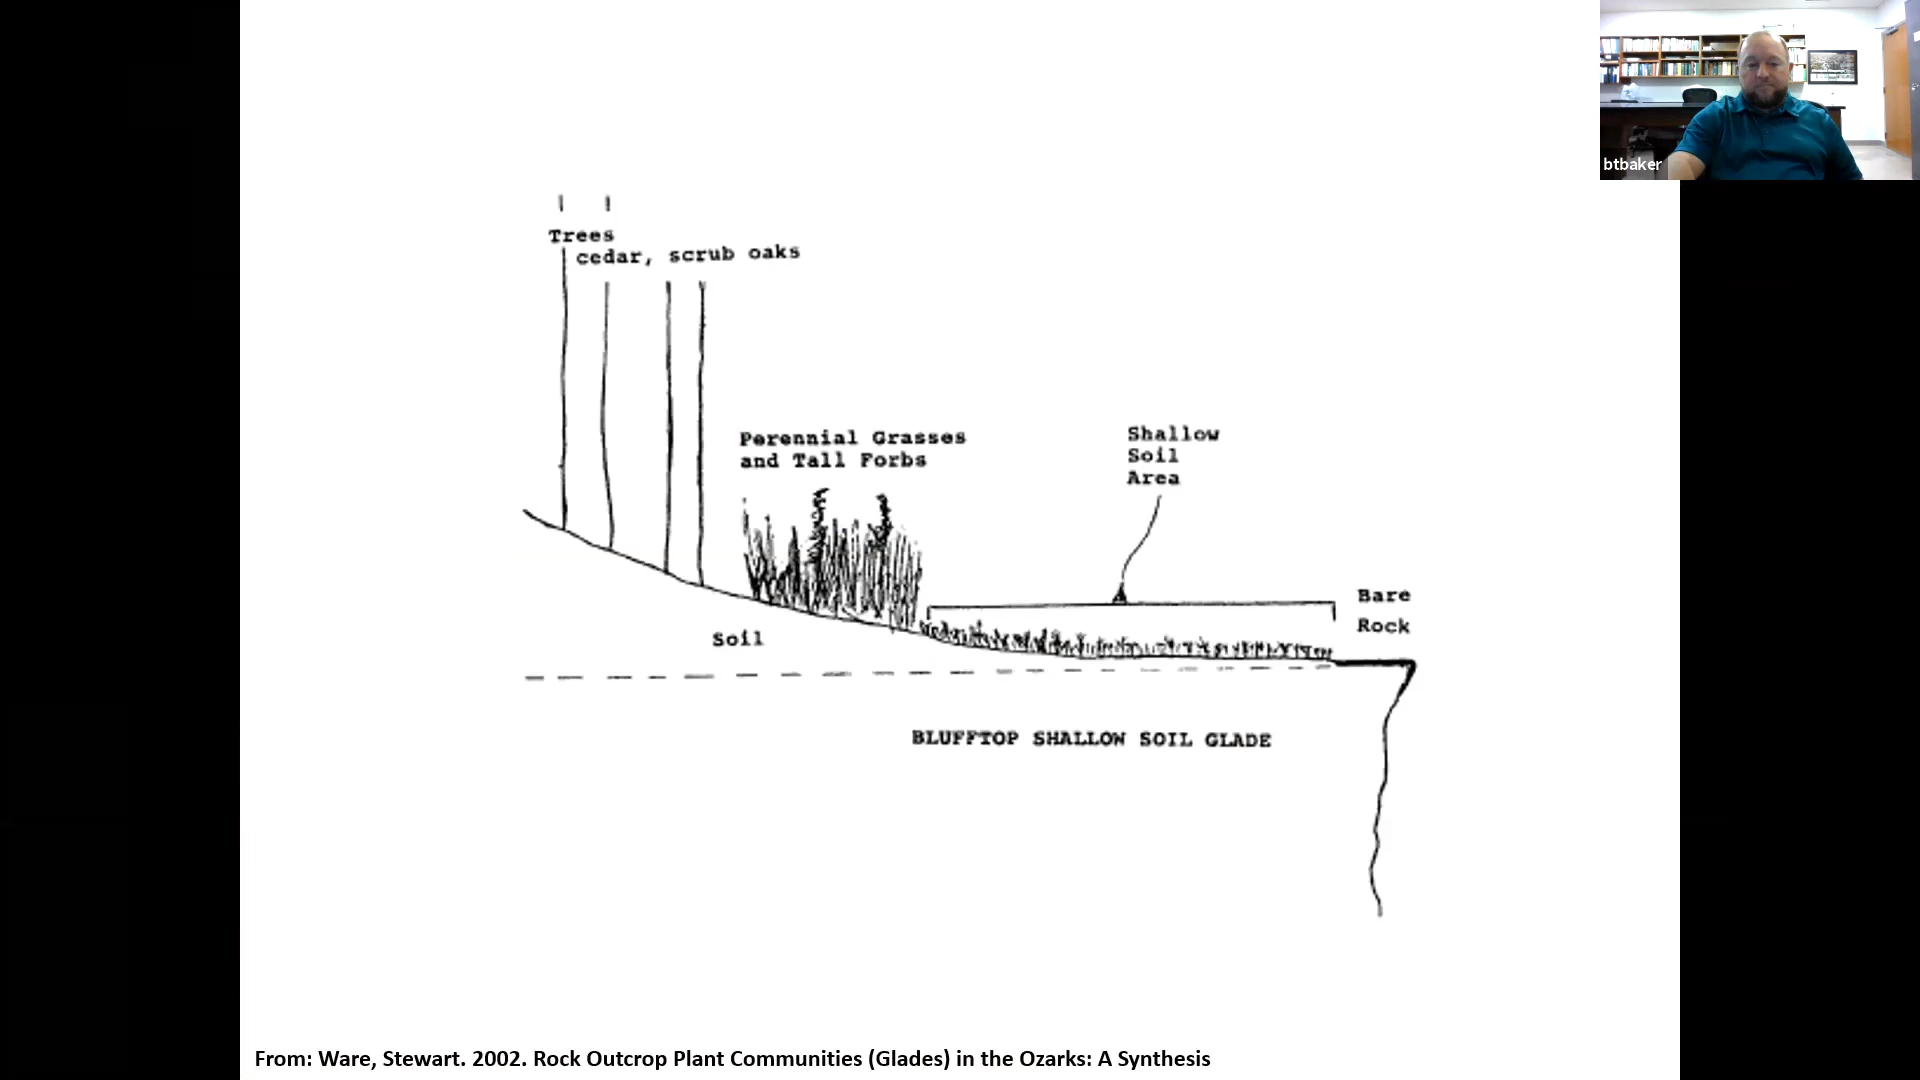 btbaker
Trees
cedar, scrub oaks
Perennial Grasses
and Tall Forbs
Shallow
Soil
Area
Bare
Rock
Soil
BLUFFTOP SHALLOW SOIL GLADE
From: Ware, Stewart. 2002. Rock Outcrop Plant Communities (Glades) in the Ozarks: A Synthesis